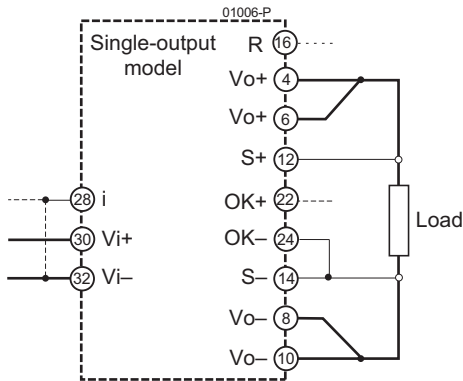 01006-P
Single-output
model
R 16
Vo+ 4
Vo+ 6
S+ 12
28 i
OK+ 22
30 Vi+
OK– 24
Load
32 Vi–
S– 14
Vo– 8
Vo– 10